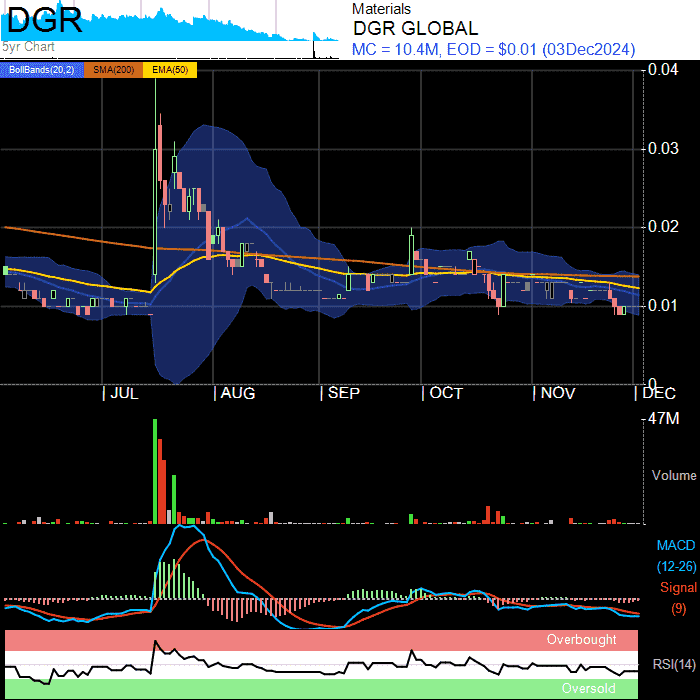 DGR
5yr Chart
Materials
DGR GLOBAL
MC = 10.4M, EOD = $0.01 (03Dec2024)
BollBands(20,2) SMA(200) EMA(50)
0.04
0.03
0.02
0.01
0
JUL AUG SEP OCT NOV DEC
47M
Volume
MACD
(12-26)
Signal
(9)
Overbought
RSI(14)
Oversold